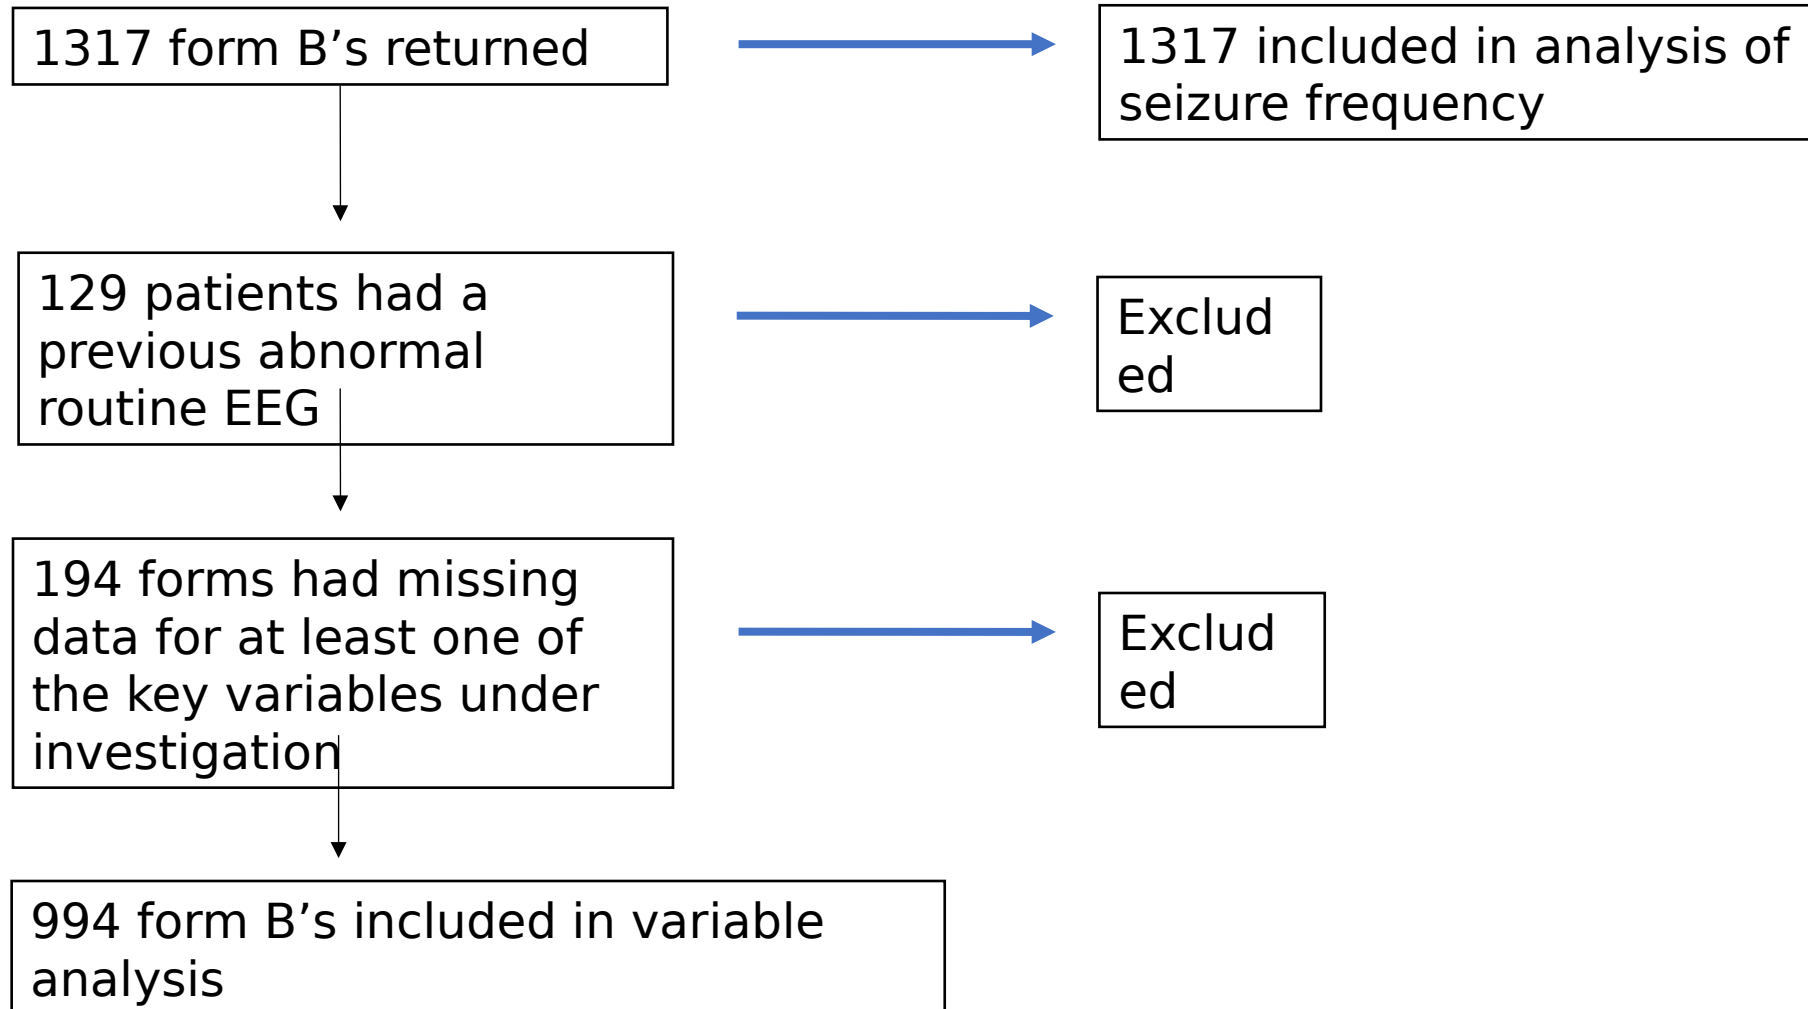 1317 form B’s returned
1317 included in analysis of
seizure frequency
129 patients had a
previous abnormal
routine EEG
Exclud
ed
194 forms had missing
data for at least one of
the key variables under
investigation
Exclud
ed
994 form B’s included in variable
analysis